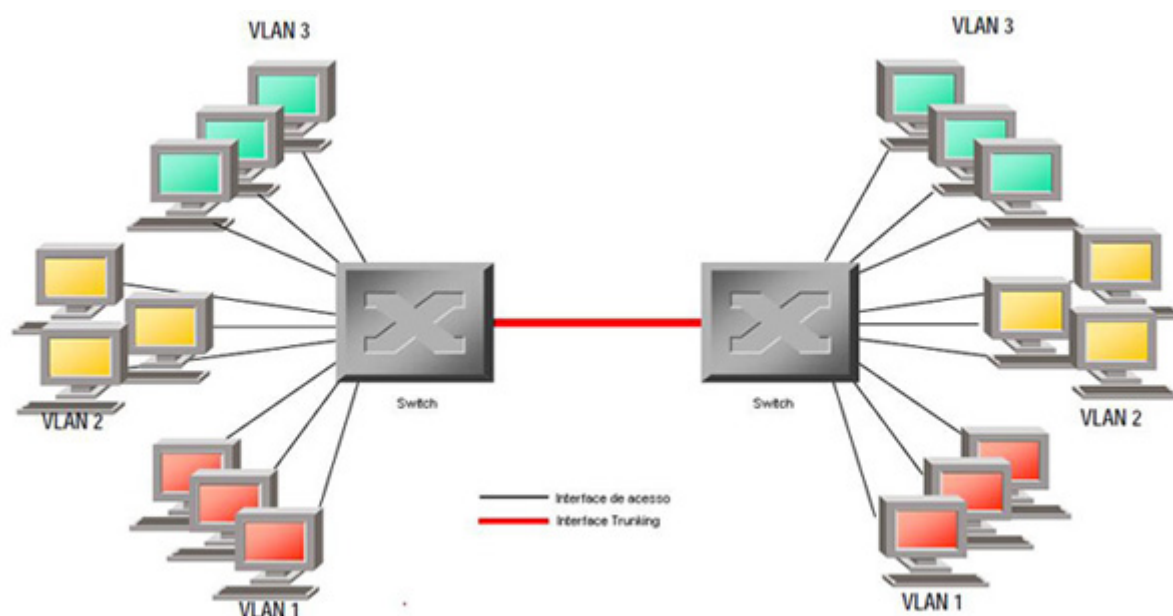 VLAN 3
VLAN 3
VLAN 2
Switch
Switch
VLAN 2
Interface de acesso
Interface Trunking
VLAN 1
VLAN 1